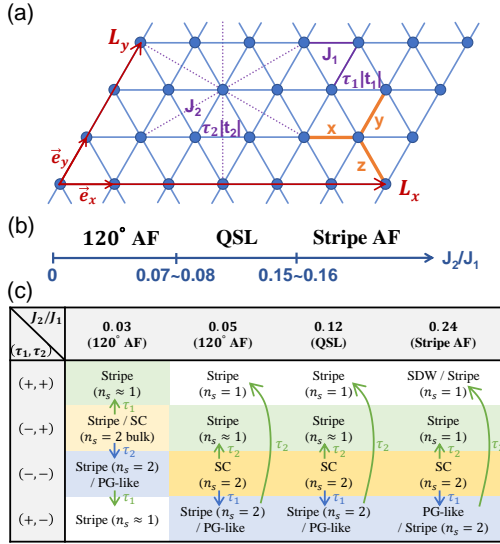 (a)
L_y
J_1
τ_1|t_1|
J_2
τ_2|t_2|
x
y
z
e⃗_y
e⃗_x
L_x
(b)
120° AF QSL Stripe AF
J_2/J_1
0 0.07~0.08 0.15~0.16
(c)
J_2/J_1
(τ_1, τ_2)
0.03 0.05 0.12 0.24
(120° AF) (120° AF) (QSL) (Stripe AF)
(+, +)
Stripe Stripe Stripe SDW / Stripe
(n_s ≈ 1) (n_s = 1) (n_s = 1) (n_s = 1)
τ_1
(−, +)
Stripe / SC Stripe Stripe Stripe
(n_s = 2 bulk) (n_s ≈ 1) (n_s ≈ 1) (n_s = 1)
τ_2 τ_2 τ_2 τ_2
τ_2 τ_2 τ_2
(−, −)
Stripe (n_s = 2) SC SC SC
/ PG-like (n_s = 2) (n_s = 2) (n_s = 2)
τ_1 τ_1 τ_1 τ_1
(+, −)
Stripe (n_s ≈ 1) Stripe (n_s = 2) Stripe (n_s = 2) PG-like
/ PG-like / PG-like / Stripe (n_s = 2)